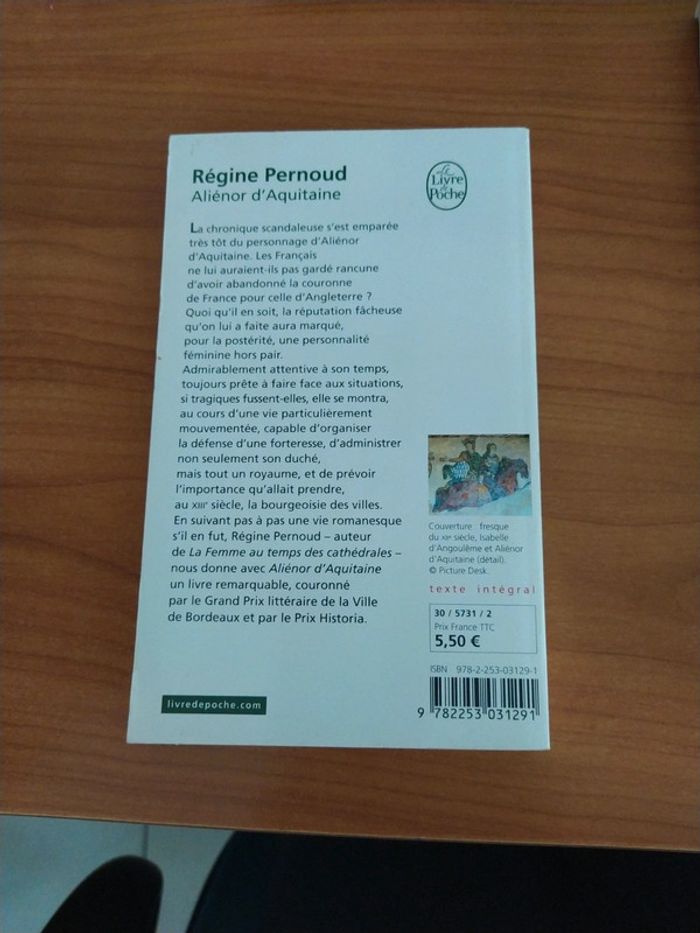 Régine Pernoud
Aliénor d'Aquitaine
Le
Livre
de
Poche
La chronique scandaleuse s'est emparée
très tôt du personnage d'Aliénor
d'Aquitaine. Les Français
ne lui auraient-ils pas gardé rancune
d'avoir abandonné la couronne
de France pour celle d'Angleterre ?
Quoi qu'il en soit, la réputation fâcheuse
qu'on lui a faite aura marqué,
pour la postérité, une personnalité
féminine hors pair.
Admirablement attentive à son temps,
toujours prête à faire face aux situations,
si tragiques fussent-elles, elle se montra,
au cours d'une vie particulièrement
mouvementée, capable d'organiser
la défense d'une forteresse, d'administrer
non seulement son duché,
mais tout un royaume, et de prévoir
l'importance qu'allait prendre,
au XIIIe siècle, la bourgeoisie des villes.
En suivant pas à pas une vie romanesque
s'il en fut, Régine Pernoud – auteur
de La Femme au temps des cathédrales –
nous donne avec Aliénor d'Aquitaine
un livre remarquable, couronné
par le Grand Prix littéraire de la Ville
de Bordeaux et par le Prix Historia.
livredepoche.com
Couverture : fresque
du XIIe siècle, Isabelle
d'Angoulême et Aliénor
d'Aquitaine (détail).
© Picture Desk.
texte intégral
30 / 5731 / 2
Prix France TTC
5,50 €
ISBN 978-2-253-03129-1
9 782253 031291